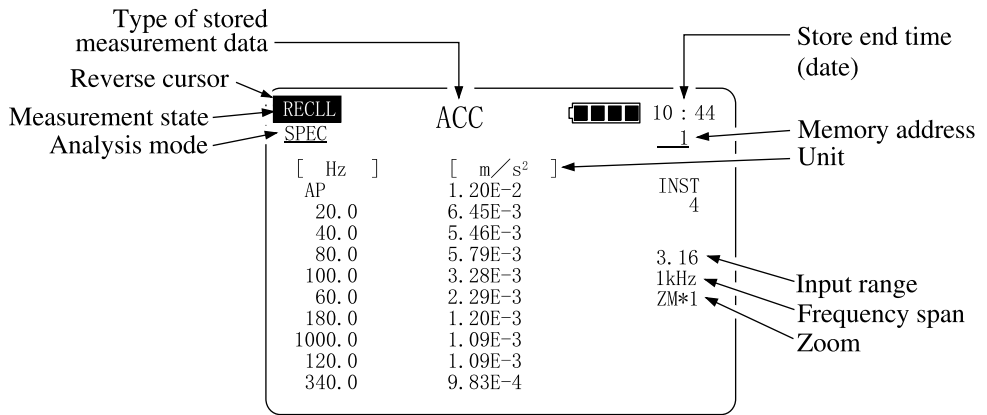 Type of stored
measurement data
Store end time
(date)
Reverse cursor
Measurement state
Analysis mode
RECLL
SPEC
ACC
10 : 44
1
Memory address
Unit
[ Hz ] [ m/s² ]
AP 1.20E-2
20.0 6.45E-3
40.0 5.46E-3
80.0 5.79E-3
100.0 3.28E-3
60.0 2.29E-3
180.0 1.20E-3
1000.0 1.09E-3
120.0 1.09E-3
340.0 9.83E-4
INST
4
3.16
1kHz
ZM*1
Input range
Frequency span
Zoom